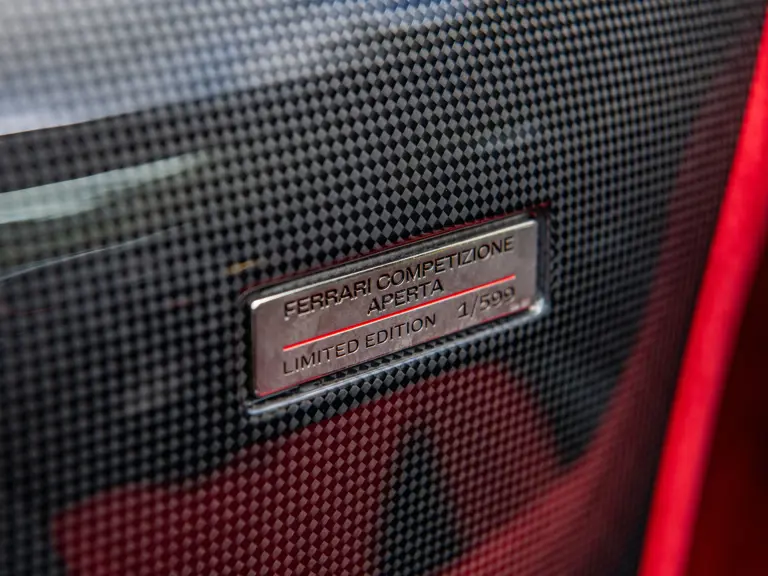 FERRARI COMPETIZIONE
APERTA
LIMITED EDITION 1/599